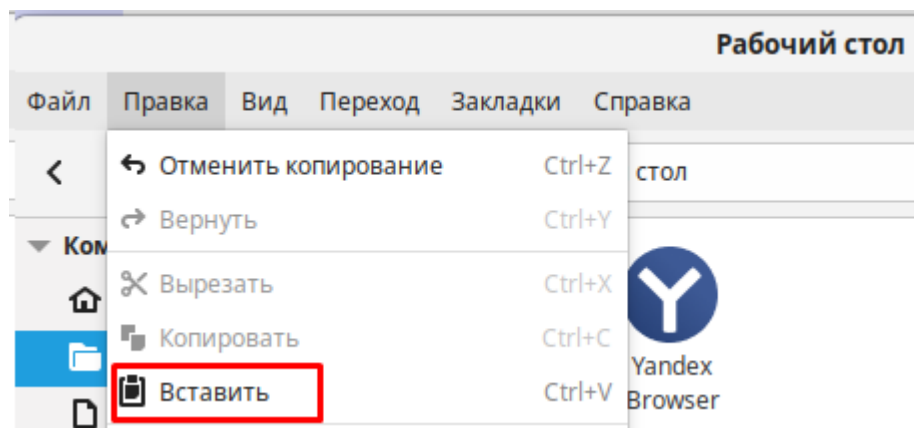 Рабочий стол
Файл Правка Вид Переход Закладки Справка
Отменить копирование Ctrl+Z
стол
Вернуть Ctrl+Y
Ком
Вырезать Ctrl+X
Копировать Ctrl+C
Yandex
Browser
Вставить Ctrl+V